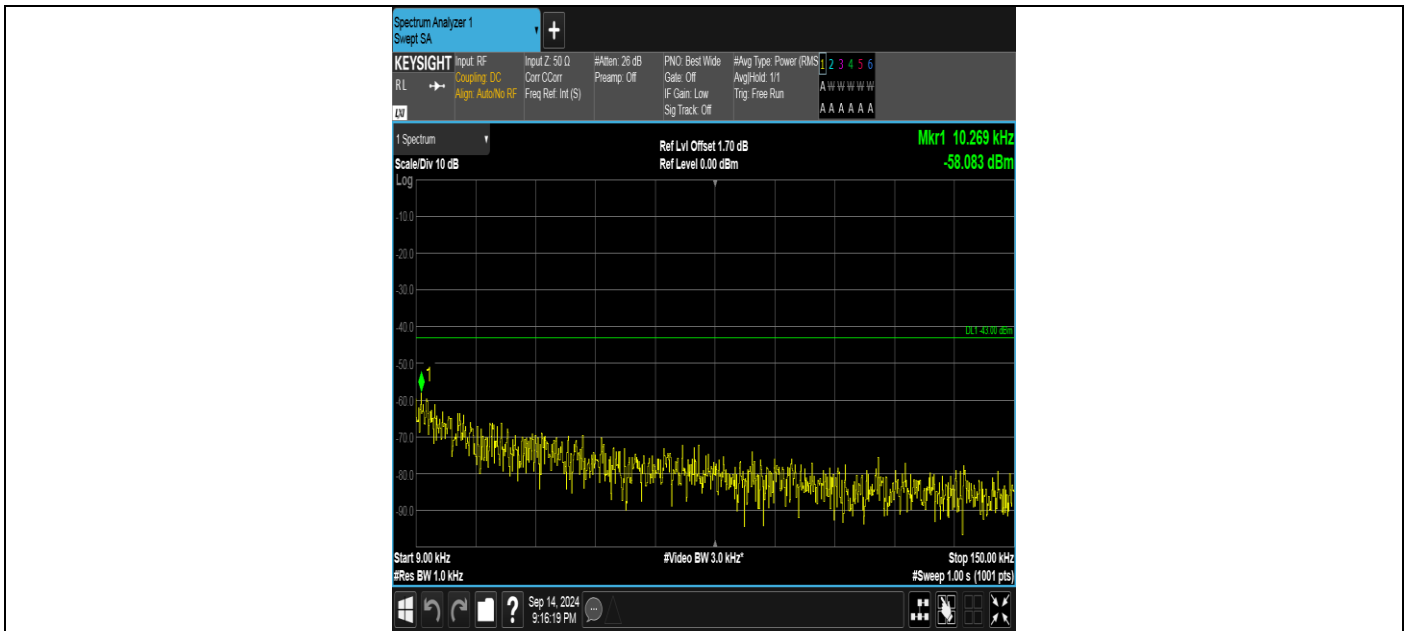 Spectrum Analyzer 1
Swept SA
KEYSIGHT
RL
LXI
Input: RF
Coupling: DC
Align: Auto/No RF
Input Z: 50 Ω
Corr CCorr
Freq Ref: Int (S)
#Atten: 26 dB
Preamp: Off
PNO: Best Wide
Gate: Off
IF Gain: Low
Sig Track: Off
#Avg Type: Power (RMS
Avg|Hold: 1/1
Trig: Free Run
1 2 3 4 5 6
A W W W W W
A A A A A A
1 Spectrum
Scale/Div 10 dB
Ref Lvl Offset 1.70 dB
Ref Level 0.00 dBm
Mkr1 10.269 kHz
-58.083 dBm
Log
-10.0
-20.0
-30.0
-40.0
DL1 -43.00 dBm
-50.0
1
-60.0
-70.0
-80.0
-90.0
Start 9.00 kHz
#Video BW 3.0 kHz*
Stop 150.00 kHz
#Res BW 1.0 kHz
#Sweep 1.00 s (1001 pts)
?
Sep 14, 2024
9:16:19 PM